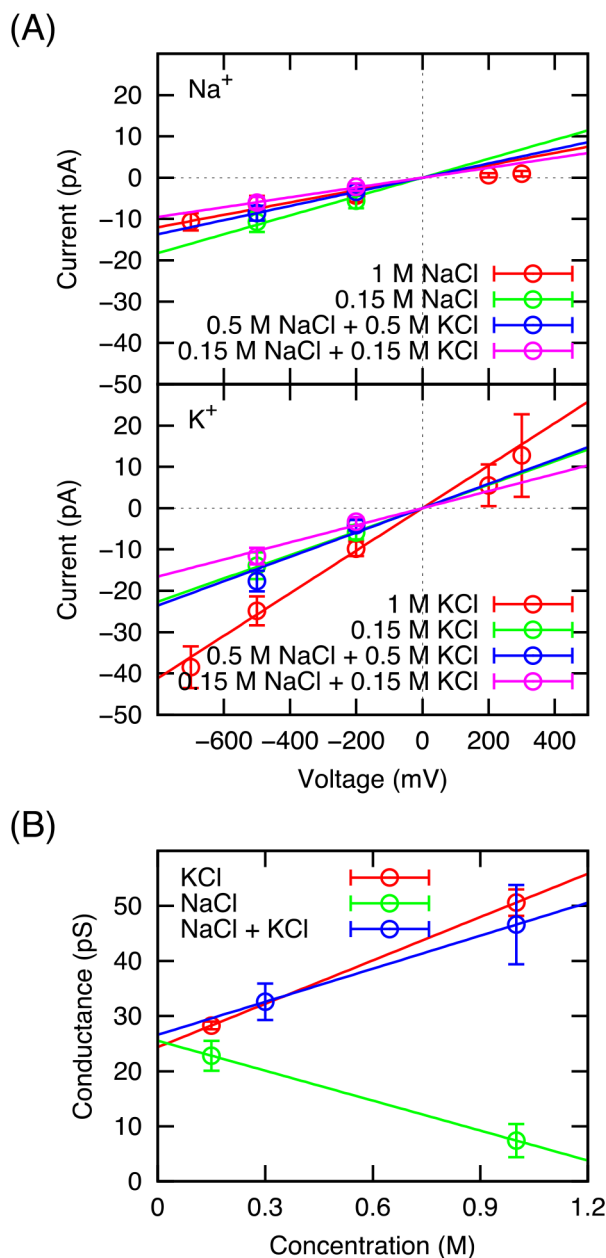 (A)
Na+
20
10
0
−10
−20
−30
−40
−50
Current (pA)
1 M NaCl
0.15 M NaCl
0.5 M NaCl + 0.5 M KCl
0.15 M NaCl + 0.15 M KCl
K+
20
10
0
−10
−20
−30
−40
−50
Current (pA)
1 M KCl
0.15 M KCl
0.5 M NaCl + 0.5 M KCl
0.15 M NaCl + 0.15 M KCl
−600 −400 −200 0 200 400
Voltage (mV)
(B)
KCl
NaCl
NaCl + KCl
50
40
30
20
10
0
Conductance (pS)
0 0.3 0.6 0.9 1.2
Concentration (M)